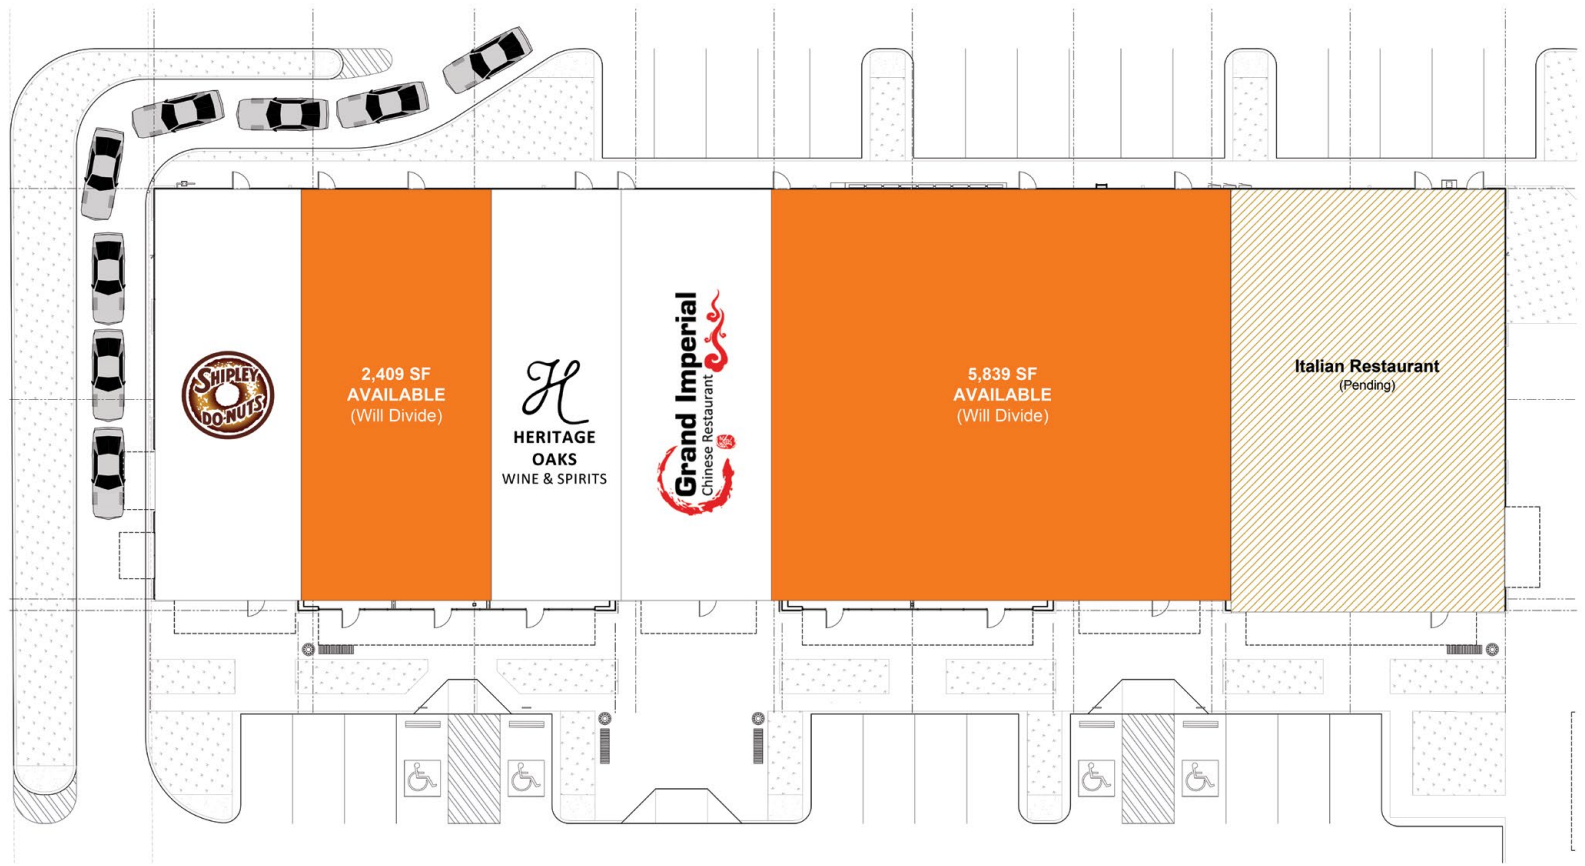 SHIPLEY
DO-NUTS
2,409 SF
AVAILABLE
(Will Divide)
H
HERITAGE
OAKS
WINE & SPIRITS
Grand Imperial
Chinese Restaurant
5,839 SF
AVAILABLE
(Will Divide)
Italian Restaurant
(Pending)